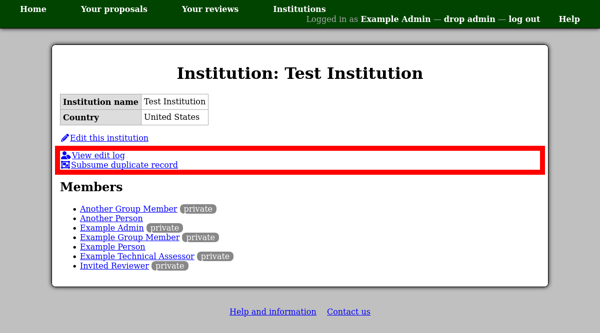 Home Your proposals Your reviews Institutions
Logged in as Example Admin — drop admin — log out Help
Institution: Test Institution
Institution name Test Institution
Country United States
Edit this institution
View edit log
Subsume duplicate record
Members
• Another Group Member private
• Another Person
• Example Admin private
• Example Group Member private
• Example Person
• Example Technical Assessor private
• Invited Reviewer private
Help and information Contact us